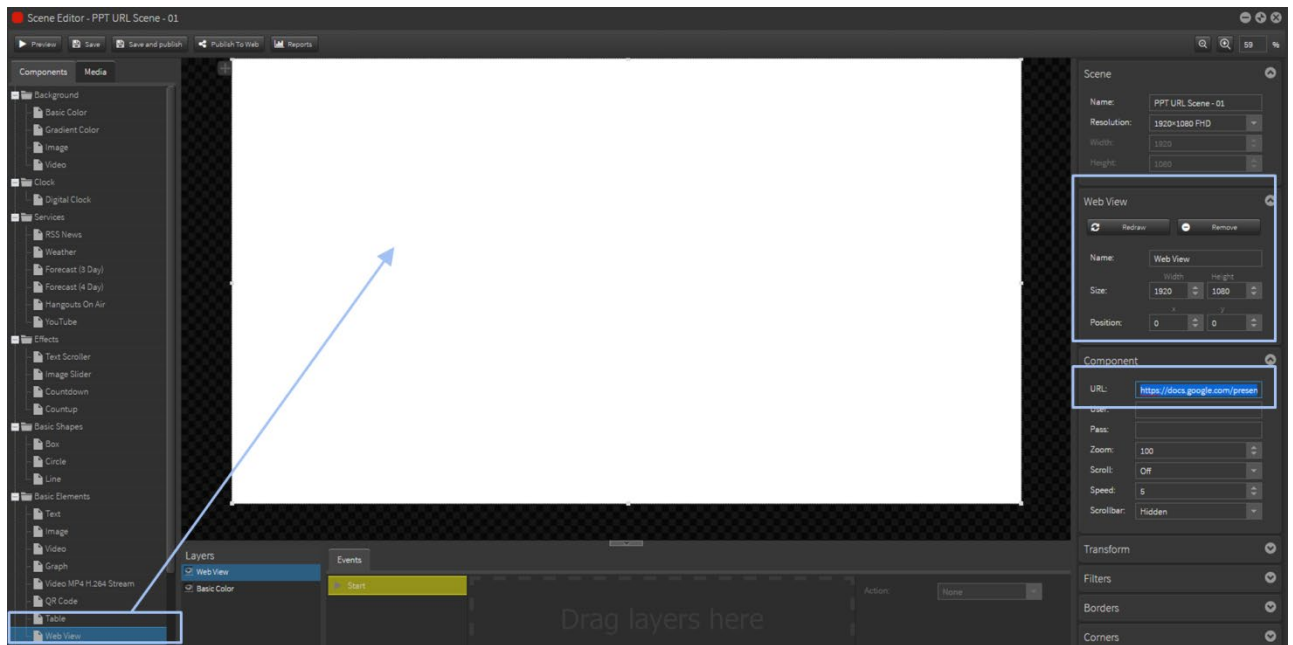 Scene Editor - PPT URL Scene - 01
Preview Save Save and publish Publish To Web Reports 59 %
Components Media
Background
Basic Color
Gradient Color
Image
Video
Clock
Digital Clock
Services
RSS News
Weather
Forecast (3 Day)
Forecast (4 Day)
Hangouts On Air
YouTube
Effects
Text Scroller
Image Slider
Countdown
Countup
Basic Shapes
Box
Circle
Line
Basic Elements
Text
Image
Video
Graph
Video MP4 H.264 Stream
QR Code
Table
Web View
Layers
Web View
Basic Color
Events
Start
Drag layers here
Action: None
Scene
Name: PPT URL Scene - 01
Resolution: 1920×1080 FHD
Width: 1920
Height: 1080
Web View
Redraw Remove
Name: Web View
Width Height
Size: 1920 1080
x y
Position: 0 0
Component
URL: https://docs.google.com/presen
User:
Pass:
Zoom: 100
Scroll: Off
Speed: 5
Scrollbar: Hidden
Transform
Filters
Borders
Corners